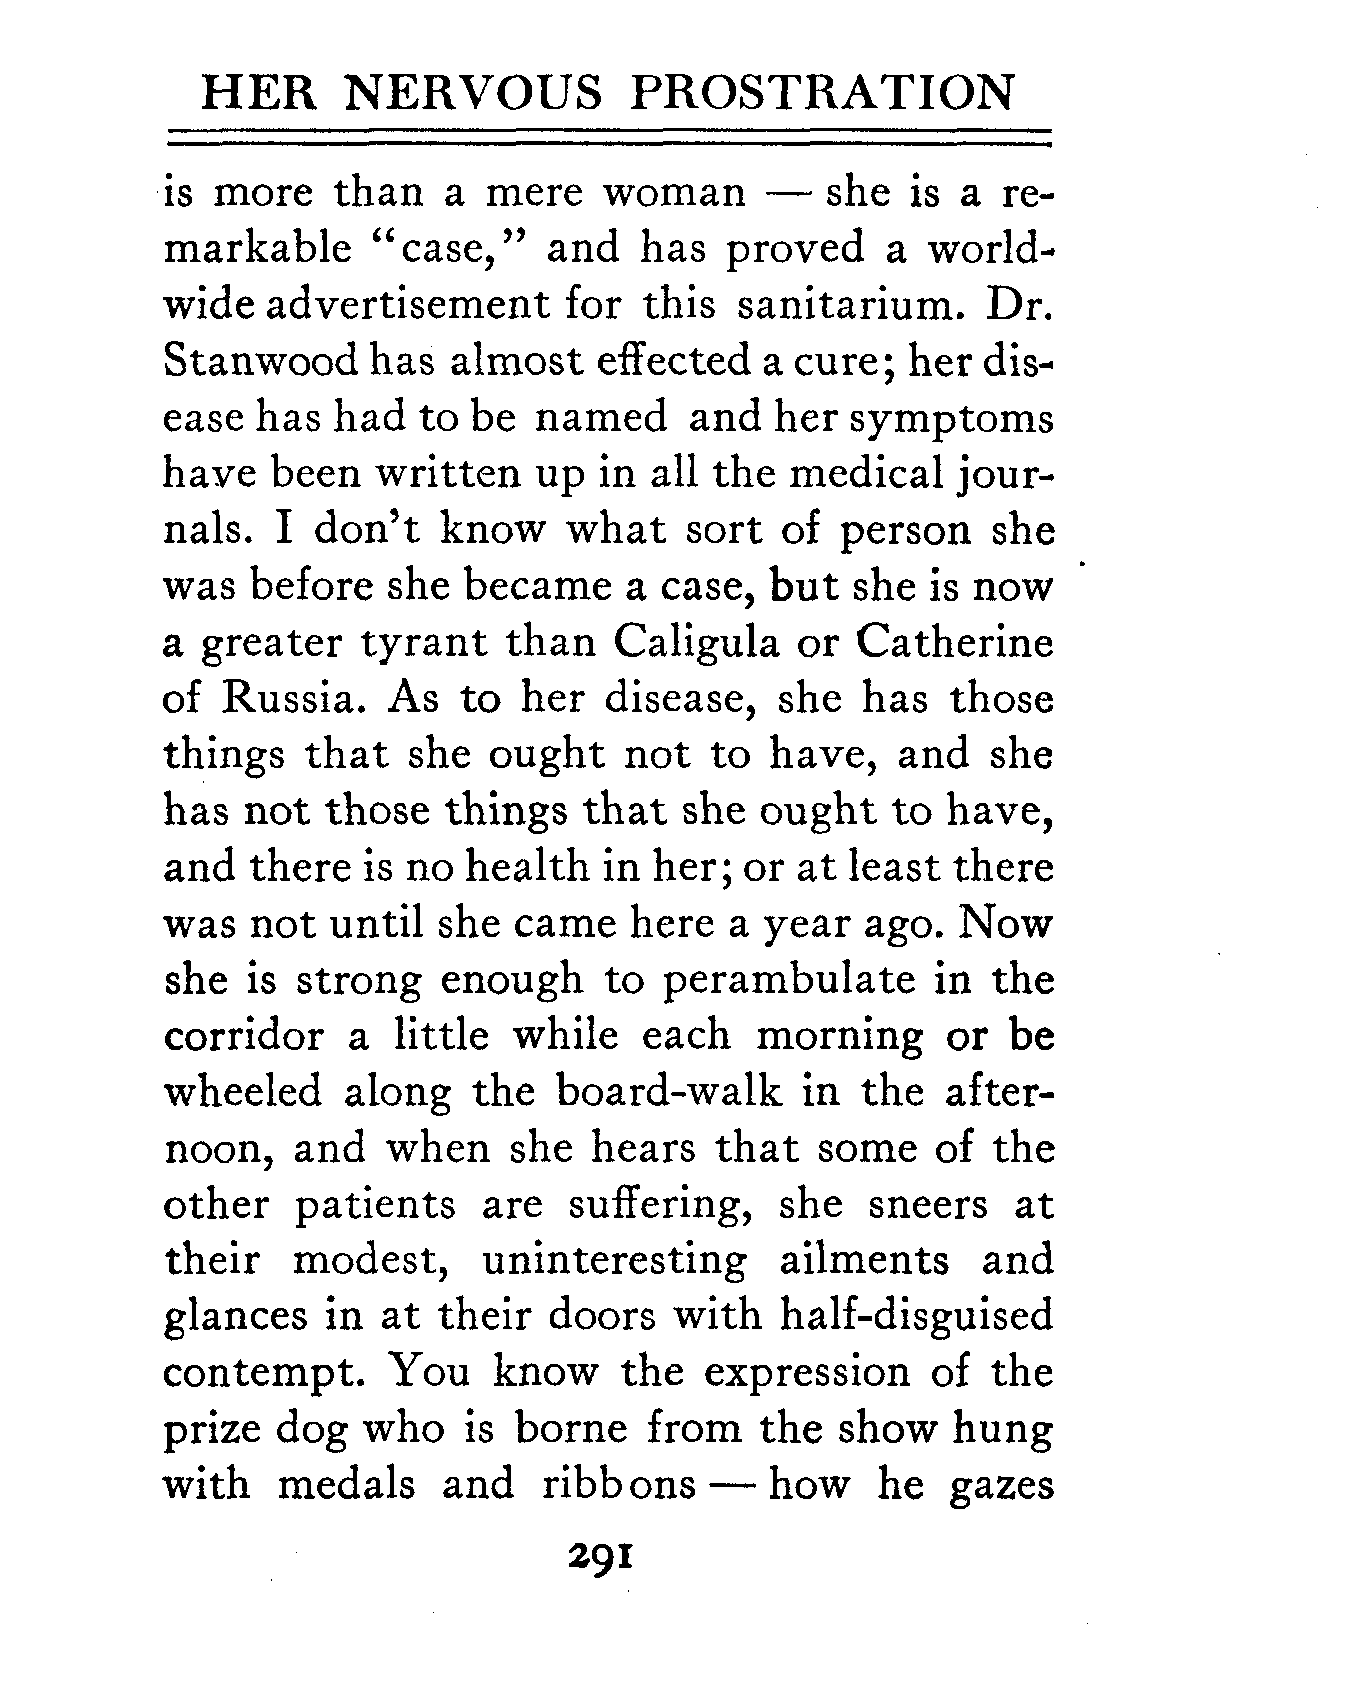 HER NERVOUS PROSTRATION
is more than a mere woman — she is a re-
markable “case,” and has proved a world-
wide advertisement for this sanitarium. Dr.
Stanwood has almost effected a cure; her dis-
ease has had to be named and her symptoms
have been written up in all the medical jour-
nals. I don’t know what sort of person she
was before she became a case, but she is now
a greater tyrant than Caligula or Catherine
of Russia. As to her disease, she has those
things that she ought not to have, and she
has not those things that she ought to have,
and there is no health in her; or at least there
was not until she came here a year ago. Now
she is strong enough to perambulate in the
corridor a little while each morning or be
wheeled along the board-walk in the after-
noon, and when she hears that some of the
other patients are suffering, she sneers at
their modest, uninteresting ailments and
glances in at their doors with half-disguised
contempt. You know the expression of the
prize dog who is borne from the show hung
with medals and ribbons — how he gazes
291